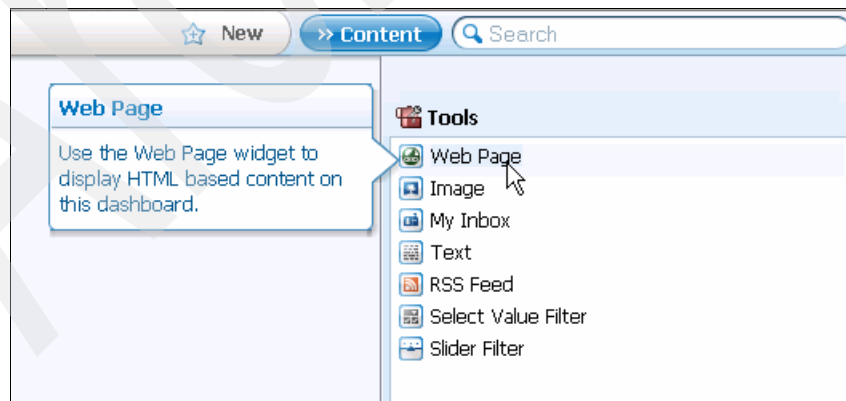 New
›› Content
Search
Web Page
Use the Web Page widget to
display HTML based content on
this dashboard.
Tools
Web Page
Image
My Inbox
Text
RSS Feed
Select Value Filter
Slider Filter